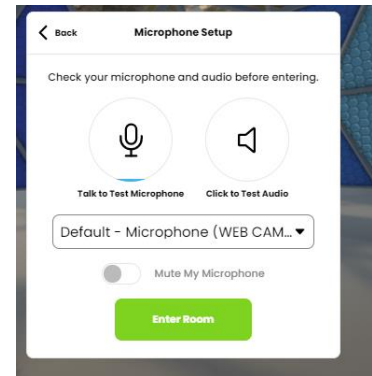 Back
Microphone Setup
Check your microphone and audio before entering.
Talk to Test Microphone
Click to Test Audio
Default - Microphone (WEB CAM...
Mute My Microphone
Enter Room